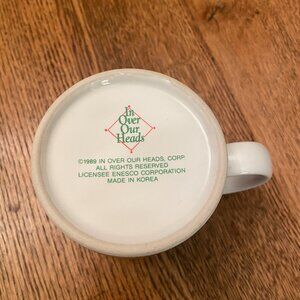 In
Over
Our
Heads
©1989 IN OVER OUR HEADS, CORP.
ALL RIGHTS RESERVED
LICENSEE ENESCO CORPORATION
MADE IN KOREA